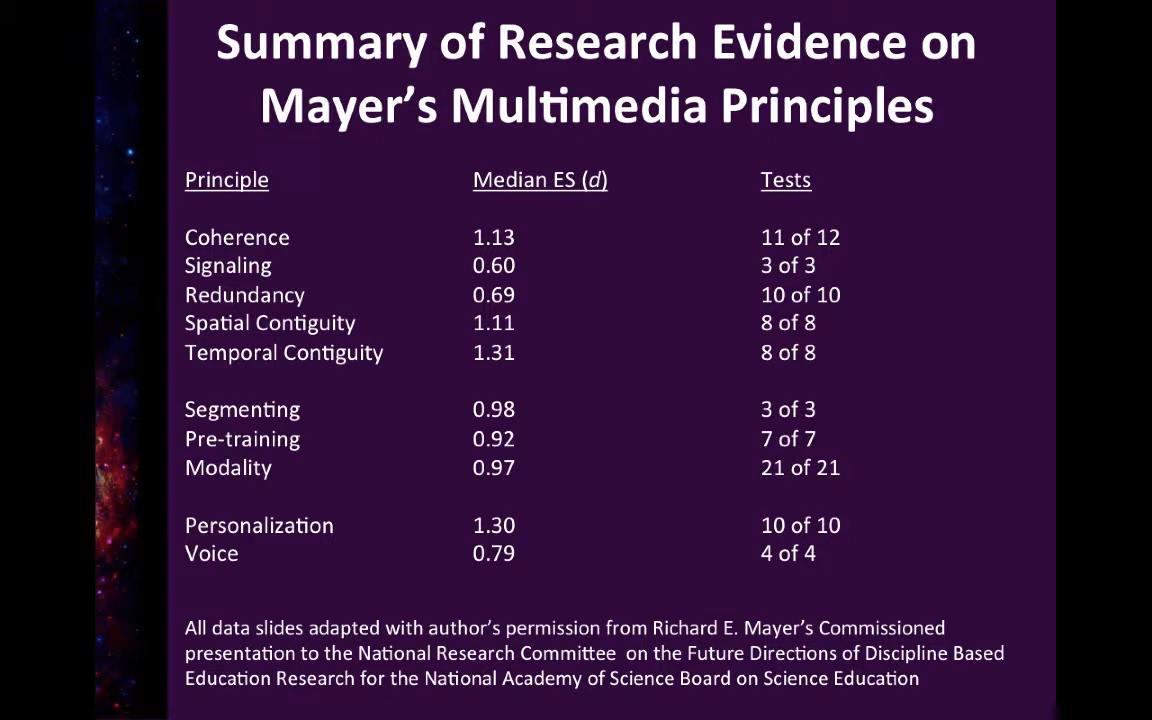 Summary of Research Evidence on
Mayer’s Multimedia Principles
Principle Median ES (d) Tests
Coherence 1.13 11 of 12
Signaling 0.60 3 of 3
Redundancy 0.69 10 of 10
Spatial Contiguity 1.11 8 of 8
Temporal Contiguity 1.31 8 of 8
Segmenting 0.98 3 of 3
Pre-training 0.92 7 of 7
Modality 0.97 21 of 21
Personalization 1.30 10 of 10
Voice 0.79 4 of 4
All data slides adapted with author’s permission from Richard E. Mayer’s Commissioned
presentation to the National Research Committee on the Future Directions of Discipline Based
Education Research for the National Academy of Science Board on Science Education